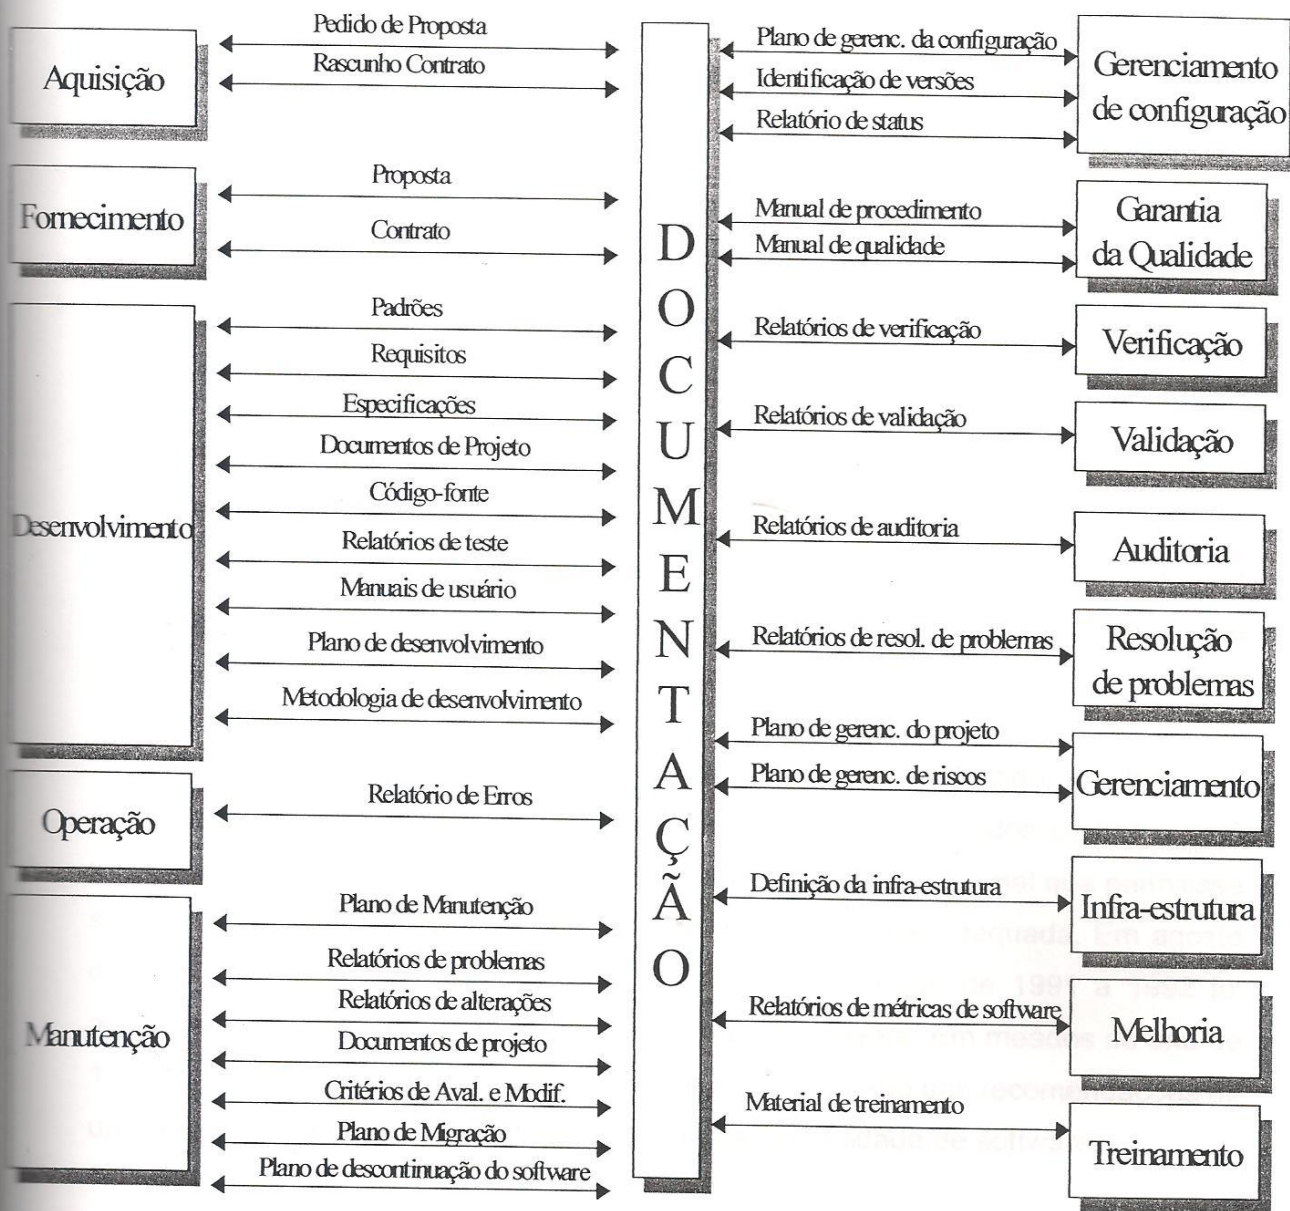 Aquisição
Pedido de Proposta
Rascunho Contrato
Fornecimento
Proposta
Contrato
Desenvolvimento
Padrões
Requisitos
Especificações
Documentos de Projeto
Código-fonte
Relatórios de teste
Manuais de usuário
Plano de desenvolvimento
Metodologia de desenvolvimento
Operação
Relatório de Erros
Manutenção
Plano de Manutenção
Relatórios de problemas
Relatórios de alterações
Documentos de projeto
Critérios de Aval. e Modif.
Plano de Migração
Plano de descontinuação do software
DOCUMENTAÇÃO
Plano de gerenc. da configuração
Identificação de versões
Relatório de status
Gerenciamento
de configuração
Manual de procedimento
Manual de qualidade
Garantia
da Qualidade
Relatórios de verificação
Verificação
Relatórios de validação
Validação
Relatórios de auditoria
Auditoria
Relatórios de resol. de problemas
Resolução
de problemas
Plano de gerenc. do projeto
Plano de gerenc. de riscos
Gerenciamento
Definição da infra-estrutura
Infra-estrutura
Relatórios de métricas de software
Melhoria
Material de treinamento
Treinamento